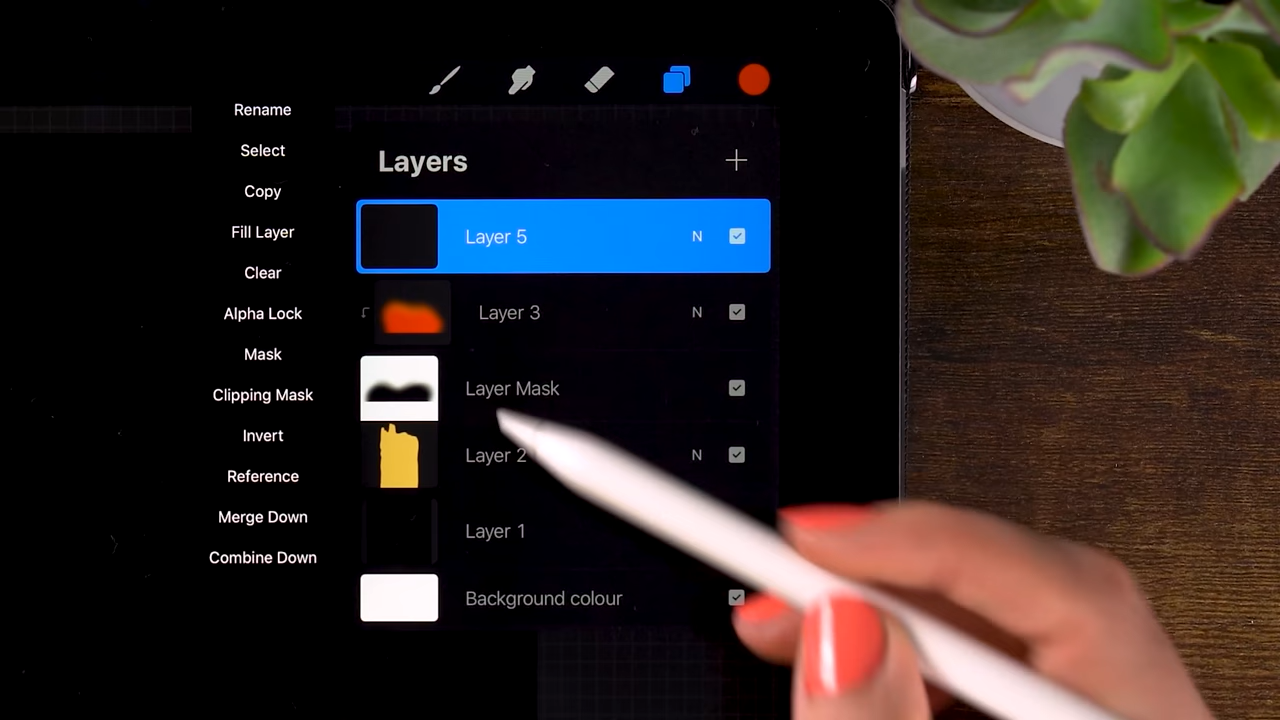 Rename
Select
Copy
Fill Layer
Clear
Alpha Lock
Mask
Clipping Mask
Invert
Reference
Merge Down
Combine Down
Layers
Layer 5 N
Layer 3 N
Layer Mask
Layer 2 N
Layer 1
Background colour